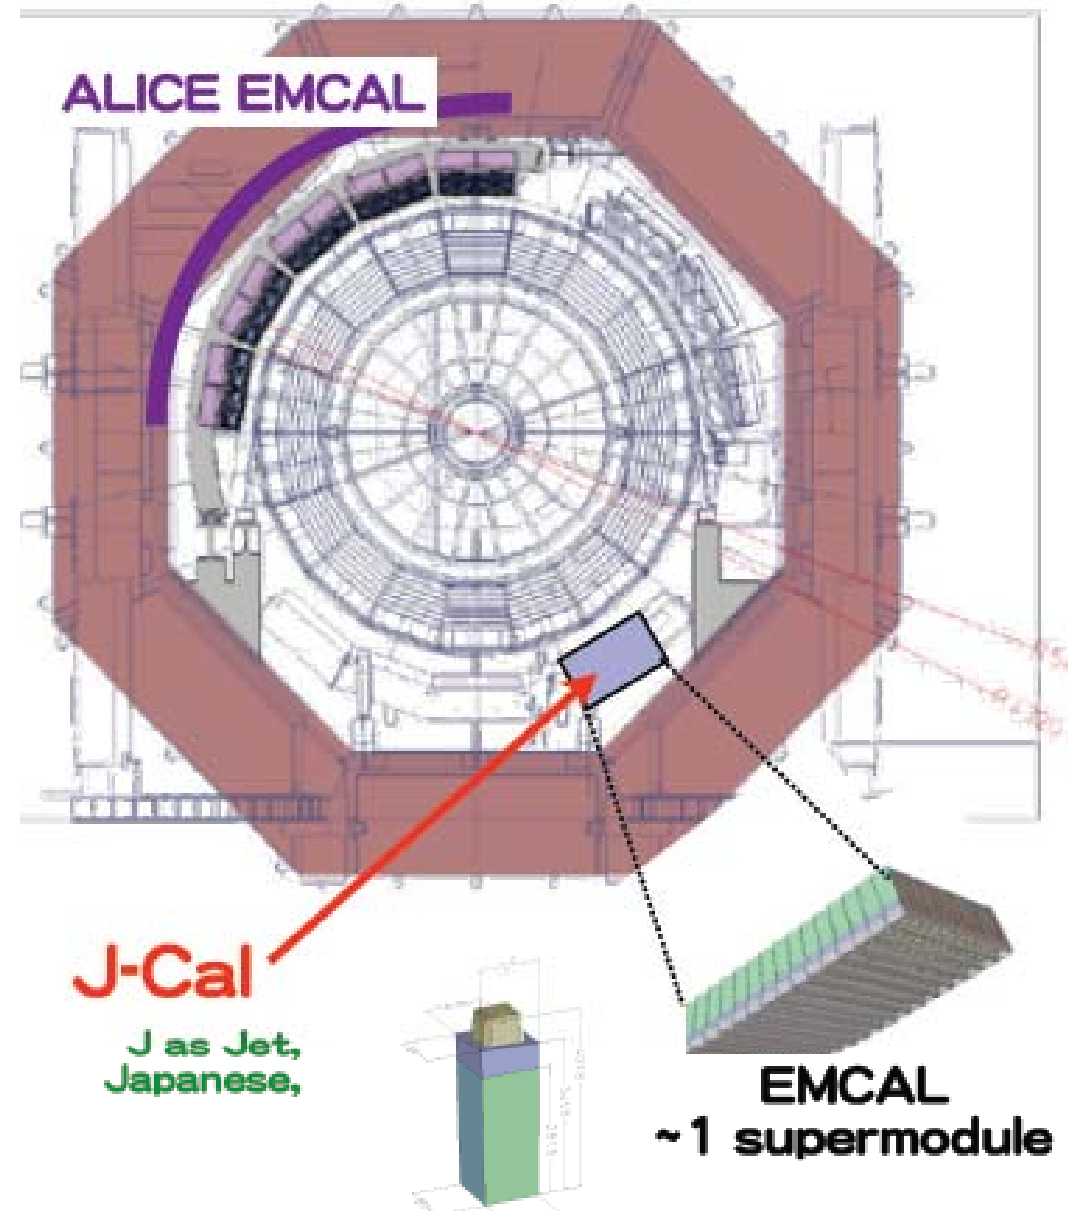 ALICE EMCAL
J-Cal
J as Jet,
Japanese,
EMCAL
~1 supermodule